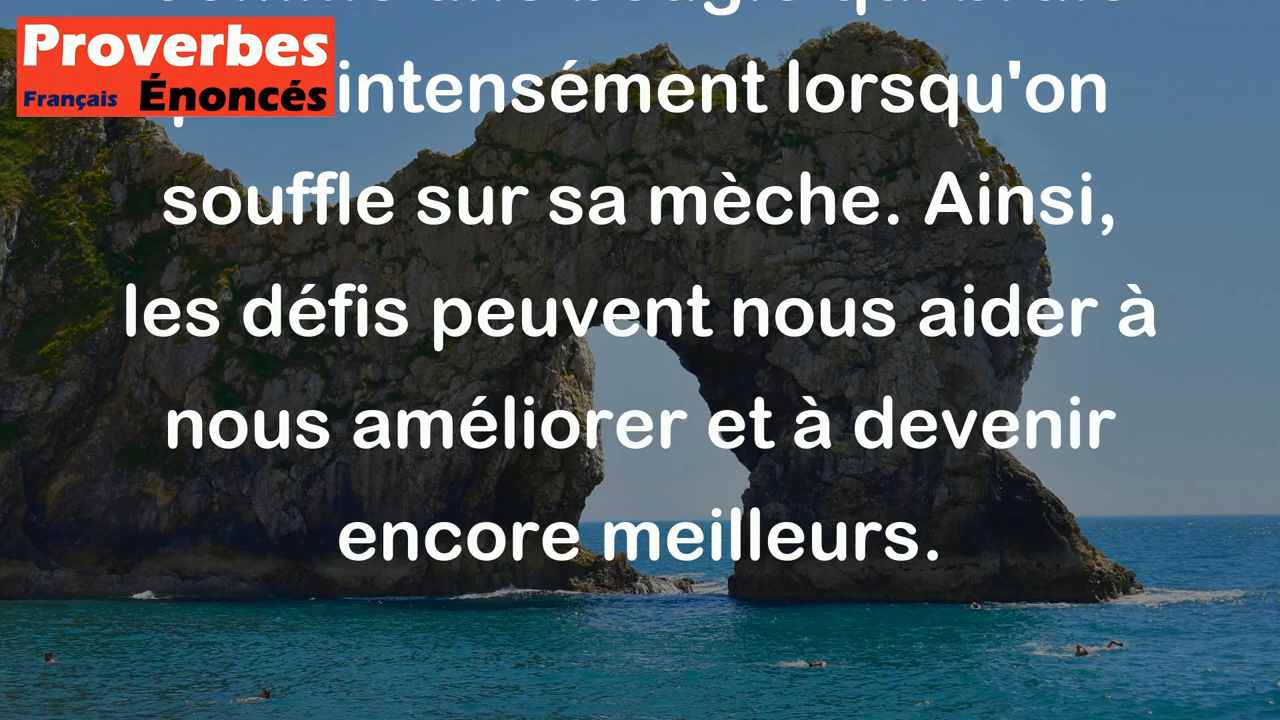 Proverbes
Français Énoncés
intensément lorsqu'on
souffle sur sa mèche. Ainsi,
les défis peuvent nous aider à
nous améliorer et à devenir
encore meilleurs.